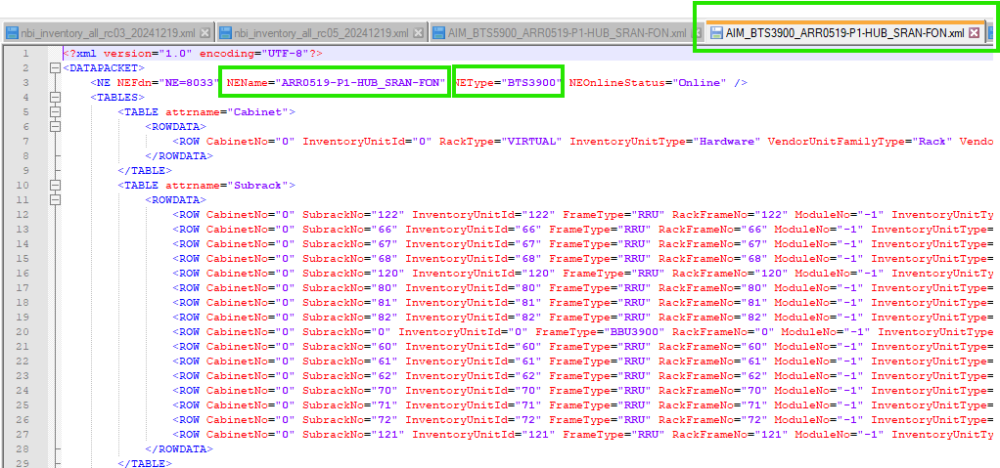 nbi_inventory_all_rc03_20241219.xml nbi_inventory_all_rc05_20241219.xml AIM_BTS5900_ARR0519-P1-HUB_SRAN-FON.xml AIM_BTS3900_ARR0519-P1-HUB_SRAN-FON.xml
1 <?xml version="1.0" encoding="UTF-8"?>
2 <DATAPACKET>
3 <NE NEFdn="NE=8033" NEName="ARR0519-P1-HUB_SRAN-FON" NEType="BTS3900" NEOnlineStatus="Online" />
4 <TABLES>
5 <TABLE attrname="Cabinet">
6 <ROWDATA>
7 <ROW CabinetNo="0" InventoryUnitId="0" RackType="VIRTUAL" InventoryUnitType="Hardware" VendorUnitFamilyType="Rack" Vendo
8 </ROWDATA>
9 </TABLE>
10 <TABLE attrname="Subrack">
11 <ROWDATA>
12 <ROW CabinetNo="0" SubrackNo="122" InventoryUnitId="122" FrameType="RRU" RackFrameNo="122" ModuleNo="-1" InventoryUnitTy
13 <ROW CabinetNo="0" SubrackNo="66" InventoryUnitId="66" FrameType="RRU" RackFrameNo="66" ModuleNo="-1" InventoryUnitType=
14 <ROW CabinetNo="0" SubrackNo="67" InventoryUnitId="67" FrameType="RRU" RackFrameNo="67" ModuleNo="-1" InventoryUnitType=
15 <ROW CabinetNo="0" SubrackNo="68" InventoryUnitId="68" FrameType="RRU" RackFrameNo="68" ModuleNo="-1" InventoryUnitType=
16 <ROW CabinetNo="0" SubrackNo="120" InventoryUnitId="120" FrameType="RRU" RackFrameNo="120" ModuleNo="-1" InventoryUnitTy
17 <ROW CabinetNo="0" SubrackNo="80" InventoryUnitId="80" FrameType="RRU" RackFrameNo="80" ModuleNo="-1" InventoryUnitType=
18 <ROW CabinetNo="0" SubrackNo="81" InventoryUnitId="81" FrameType="RRU" RackFrameNo="81" ModuleNo="-1" InventoryUnitType=
19 <ROW CabinetNo="0" SubrackNo="82" InventoryUnitId="82" FrameType="RRU" RackFrameNo="82" ModuleNo="-1" InventoryUnitType=
20 <ROW CabinetNo="0" SubrackNo="0" InventoryUnitId="0" FrameType="BBU3900" RackFrameNo="0" ModuleNo="-1" InventoryUnitType=
21 <ROW CabinetNo="0" SubrackNo="60" InventoryUnitId="60" FrameType="RRU" RackFrameNo="60" ModuleNo="-1" InventoryUnitType=
22 <ROW CabinetNo="0" SubrackNo="61" InventoryUnitId="61" FrameType="RRU" RackFrameNo="61" ModuleNo="-1" InventoryUnitType=
23 <ROW CabinetNo="0" SubrackNo="62" InventoryUnitId="62" FrameType="RRU" RackFrameNo="62" ModuleNo="-1" InventoryUnitType=
24 <ROW CabinetNo="0" SubrackNo="70" InventoryUnitId="70" FrameType="RRU" RackFrameNo="70" ModuleNo="-1" InventoryUnitType=
25 <ROW CabinetNo="0" SubrackNo="71" InventoryUnitId="71" FrameType="RRU" RackFrameNo="71" ModuleNo="-1" InventoryUnitType=
26 <ROW CabinetNo="0" SubrackNo="72" InventoryUnitId="72" FrameType="RRU" RackFrameNo="72" ModuleNo="-1" InventoryUnitType=
27 <ROW CabinetNo="0" SubrackNo="121" InventoryUnitId="121" FrameType="RRU" RackFrameNo="121" ModuleNo="-1" InventoryUnitTy
28 </ROWDATA>
29 </TABLE>